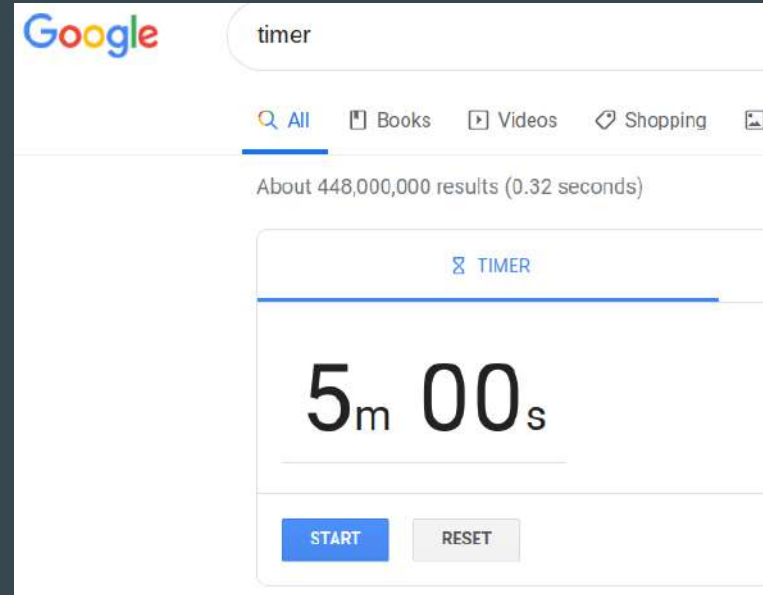 Google timer
All Books Videos Shopping
About 448,000,000 results (0.32 seconds)
TIMER
5m 00s
START RESET